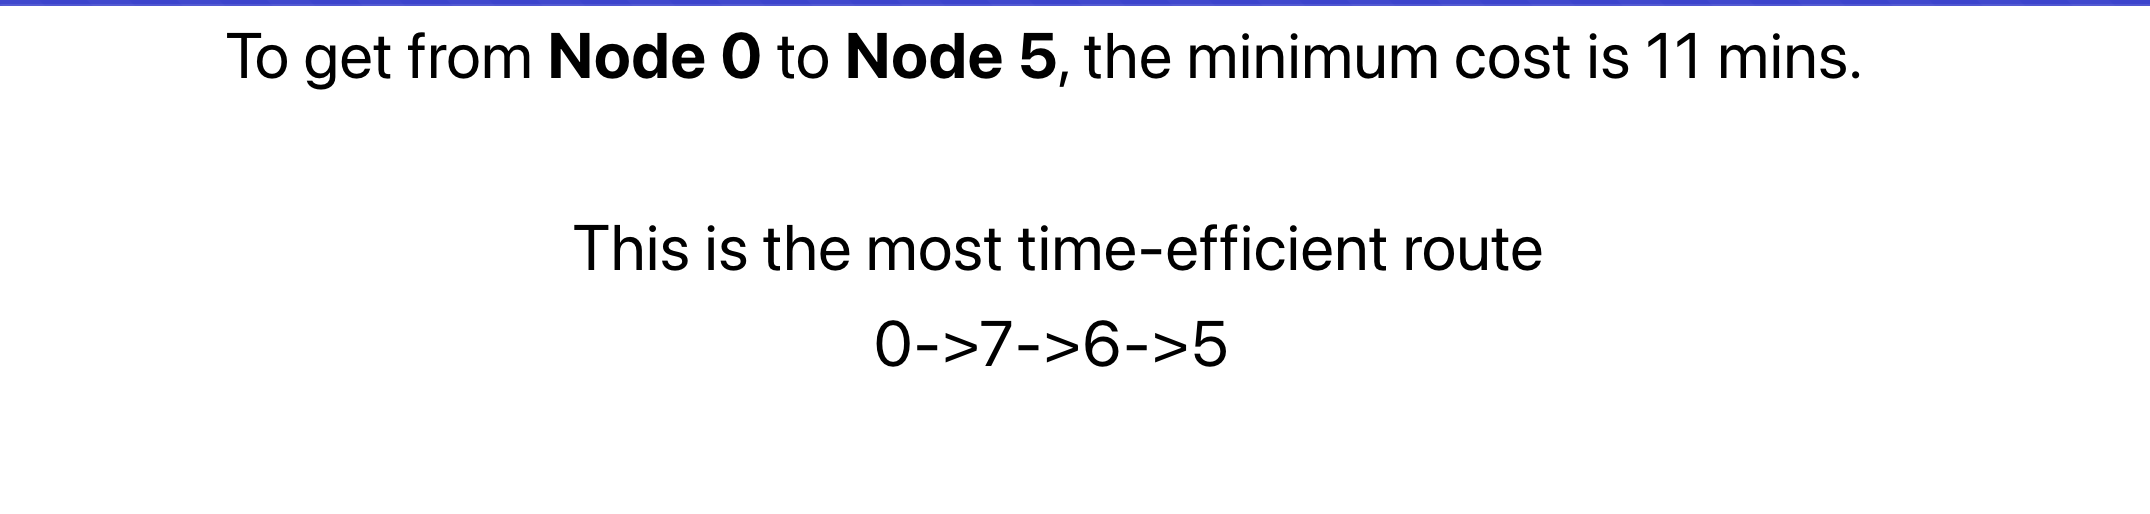 To get from Node 0 to Node 5, the minimum cost is 11 mins.
This is the most time-efficient route
0->7->6->5